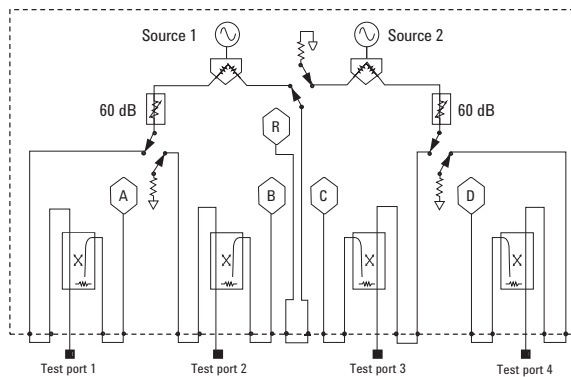 Source 1
Source 2
60 dB
60 dB
R
A
B
C
D
Test port 1
Test port 2
Test port 3
Test port 4